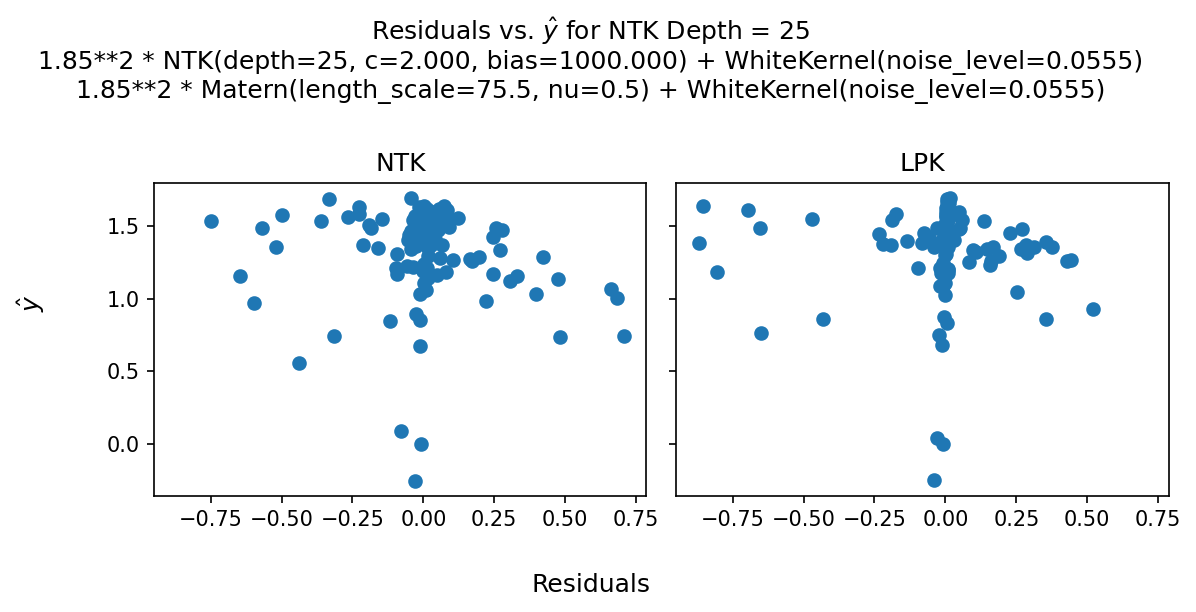 Residuals vs. ŷ for NTK Depth = 25
1.85**2 * NTK(depth=25, c=2.000, bias=1000.000) + WhiteKernel(noise_level=0.0555)
1.85**2 * Matern(length_scale=75.5, nu=0.5) + WhiteKernel(noise_level=0.0555)
NTK
LPK
ŷ
1.5
1.0
0.5
0.0
−0.75 −0.50 −0.25 0.00 0.25 0.50 0.75
−0.75 −0.50 −0.25 0.00 0.25 0.50 0.75
Residuals